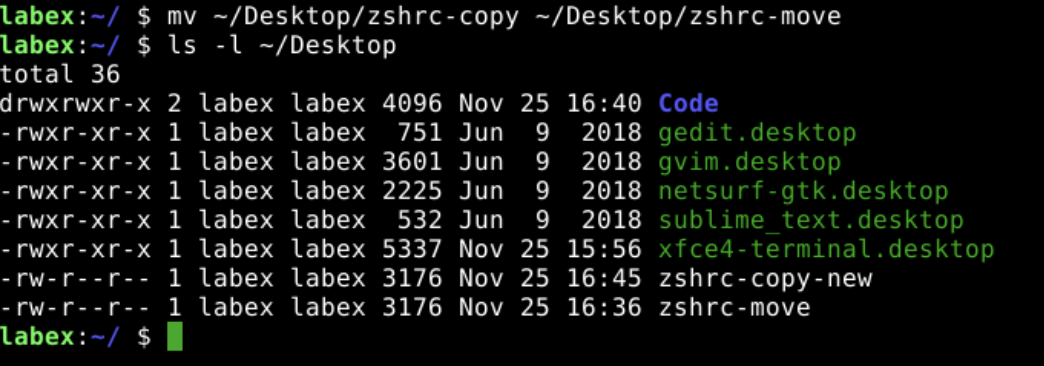 labex:~/ $ mv ~/Desktop/zshrc-copy ~/Desktop/zshrc-move
labex:~/ $ ls -l ~/Desktop
total 36
drwxrwxr-x 2 labex labex 4096 Nov 25 16:40 Code
-rwxr-xr-x 1 labex labex  751 Jun  9  2018 gedit.desktop
-rwxr-xr-x 1 labex labex 3601 Jun  9  2018 gvim.desktop
-rwxr-xr-x 1 labex labex 2225 Jun  9  2018 netsurf-gtk.desktop
-rwxr-xr-x 1 labex labex  532 Jun  9  2018 sublime_text.desktop
-rwxr-xr-x 1 labex labex 5337 Nov 25 15:56 xfce4-terminal.desktop
-rw-r--r-- 1 labex labex 3176 Nov 25 16:45 zshrc-copy-new
-rw-r--r-- 1 labex labex 3176 Nov 25 16:36 zshrc-move
labex:~/ $